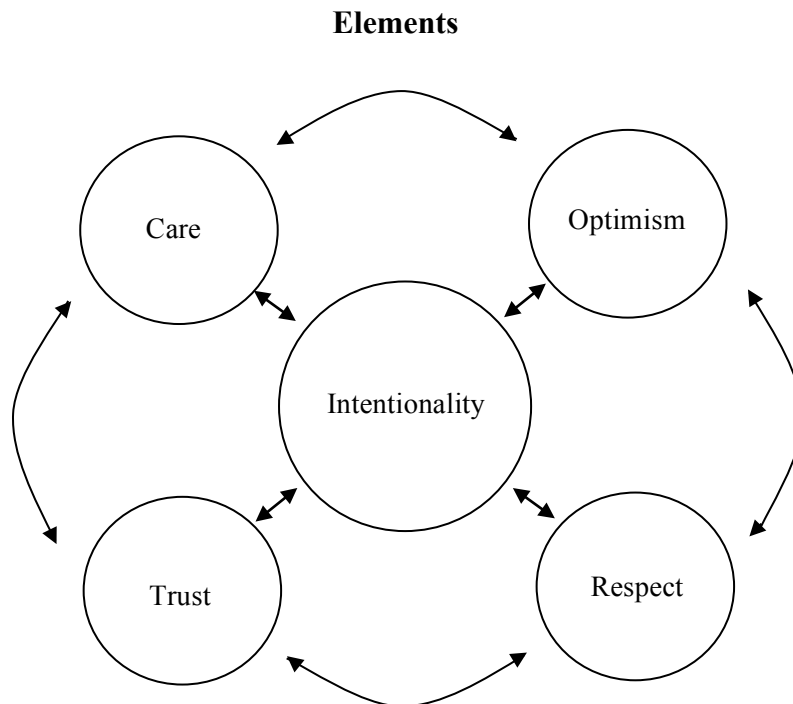 Elements
Care
Optimism
Intentionality
Trust
Respect